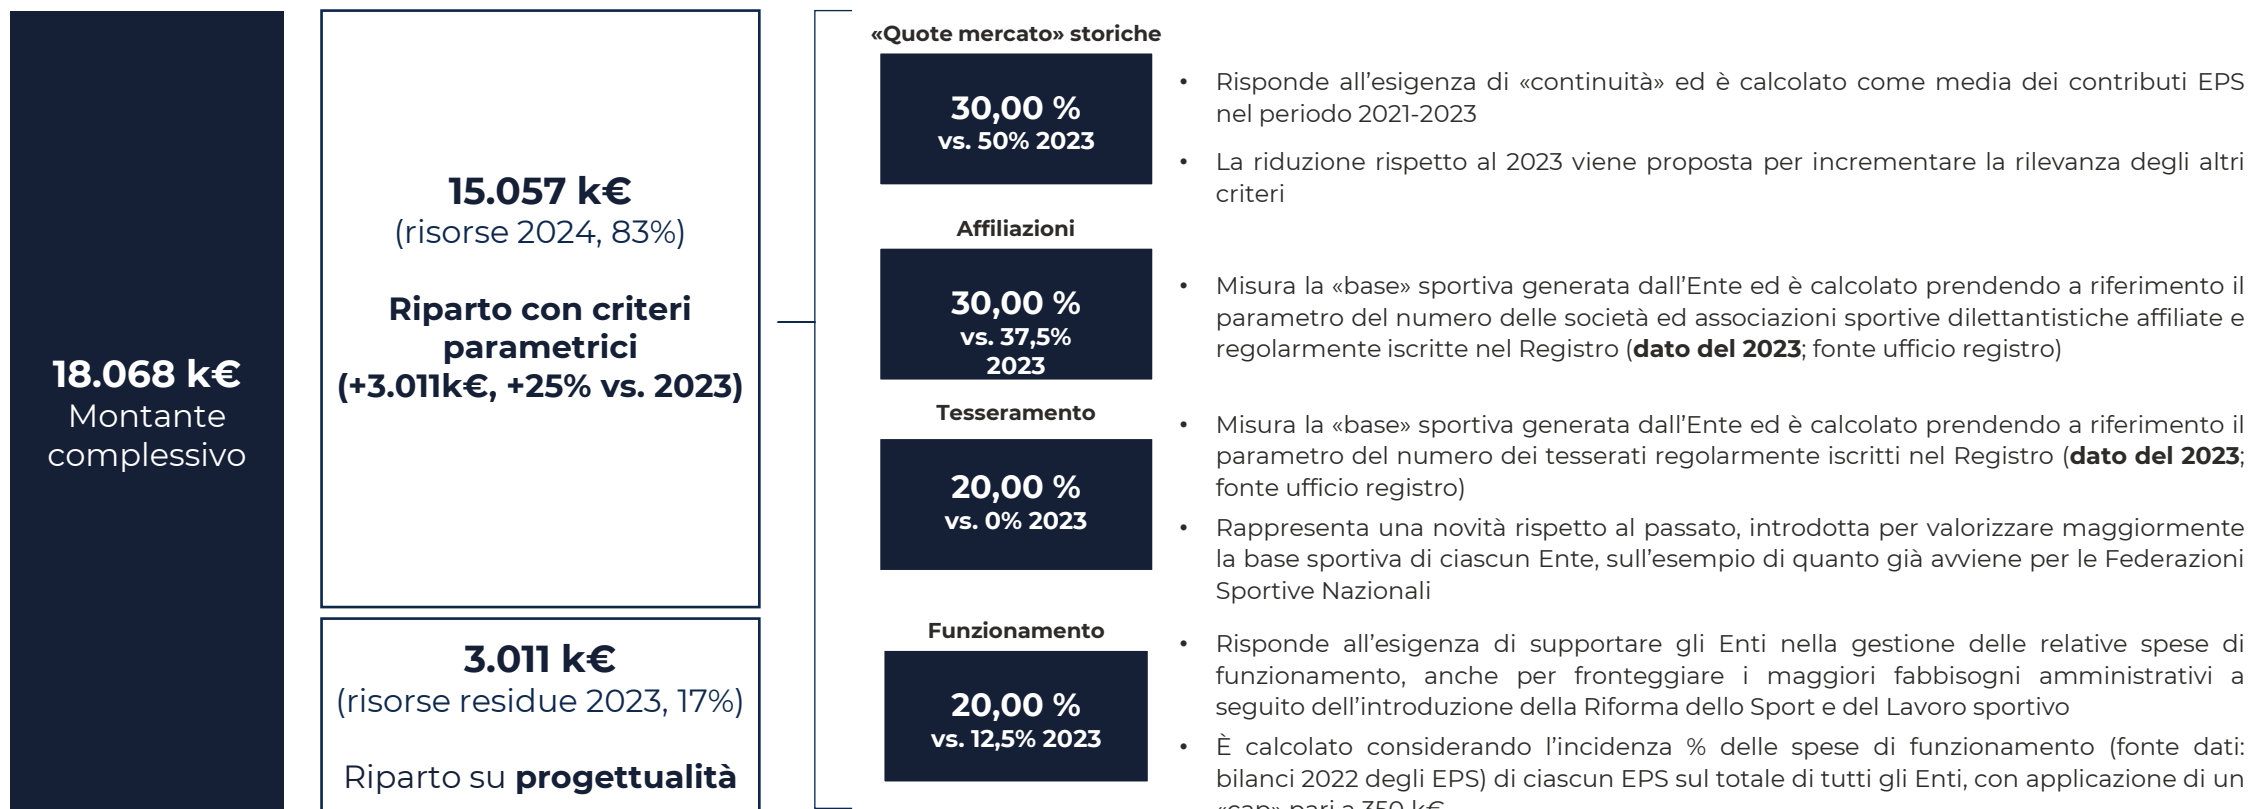 18.068 k€
Montante
complessivo
15.057 k€
(risorse 2024, 83%)
Riparto con criteri
parametrici
(+3.011k€, +25% vs. 2023)
3.011 k€
(risorse residue 2023, 17%)
Riparto su progettualità
«Quote mercato» storiche
30,00 %
vs. 50% 2023
• Risponde all’esigenza di «continuità» ed è calcolato come media dei contributi EPS
nel periodo 2021-2023
• La riduzione rispetto al 2023 viene proposta per incrementare la rilevanza degli altri
criteri
Affiliazioni
30,00 %
vs. 37,5%
2023
• Misura la «base» sportiva generata dall’Ente ed è calcolato prendendo a riferimento il
parametro del numero delle società ed associazioni sportive dilettantistiche affiliate e
regolarmente iscritte nel Registro (dato del 2023; fonte ufficio registro)
Tesseramento
20,00 %
vs. 0% 2023
• Misura la «base» sportiva generata dall’Ente ed è calcolato prendendo a riferimento il
parametro del numero dei tesserati regolarmente iscritti nel Registro (dato del 2023;
fonte ufficio registro)
• Rappresenta una novità rispetto al passato, introdotta per valorizzare maggiormente
la base sportiva di ciascun Ente, sull’esempio di quanto già avviene per le Federazioni
Sportive Nazionali
Funzionamento
20,00 %
vs. 12,5% 2023
• Risponde all’esigenza di supportare gli Enti nella gestione delle relative spese di
funzionamento, anche per fronteggiare i maggiori fabbisogni amministrativi a
seguito dell’introduzione della Riforma dello Sport e del Lavoro sportivo
• È calcolato considerando l’incidenza % delle spese di funzionamento (fonte dati:
bilanci 2022 degli EPS) di ciascun EPS sul totale di tutti gli Enti, con applicazione di un
«cap» pari a 350 k€